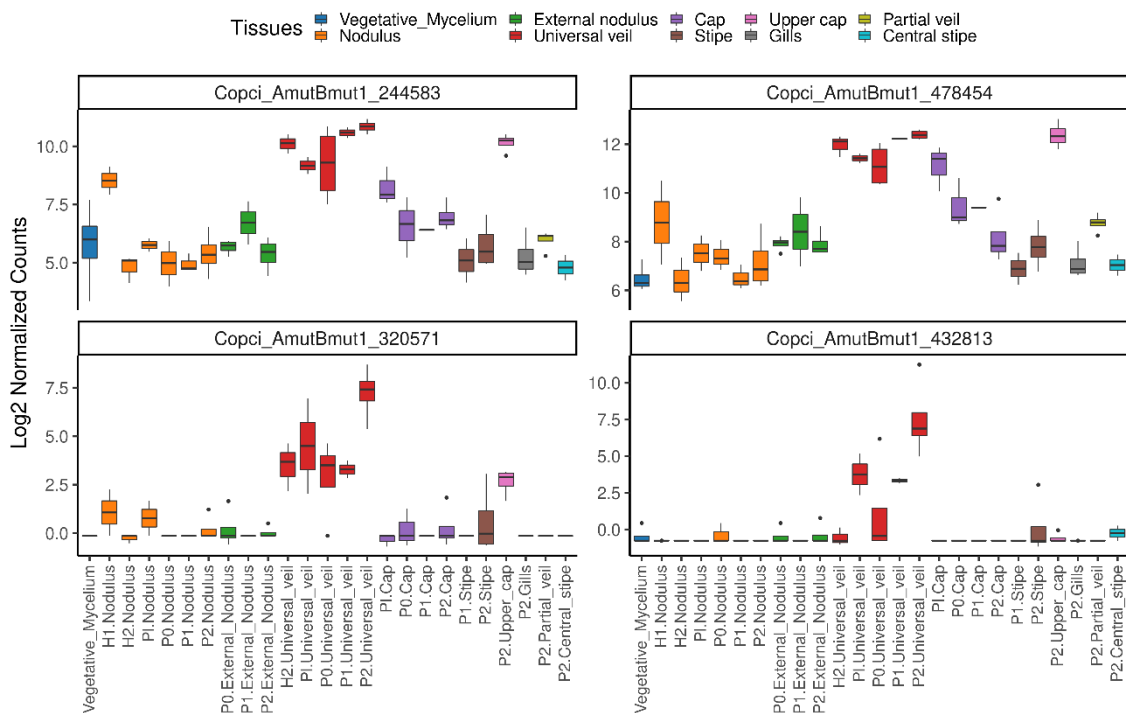 Tissues
Vegetative_Mycelium External nodulus Cap Upper cap Partial veil
Nodulus Universal veil Stipe Gills Central stipe
Copci_AmutBmut1_244583 Copci_AmutBmut1_478454
Log2 Normalized Counts
10.0
7.5
5.0
12
10
8
6
Copci_AmutBmut1_320571 Copci_AmutBmut1_432813
7.5
5.0
2.5
0.0
10.0
7.5
5.0
2.5
0.0
Vegetative_Mycelium
H1.Nodulus
H2.Nodulus
PI.Nodulus
P0.Nodulus
P1.Nodulus
P2.Nodulus
P0.External_Nodulus
P1.External_Nodulus
P2.External_Nodulus
H2.Universal_veil
PI.Universal_veil
P0.Universal_veil
P1.Universal_veil
P2.Universal_veil
PI.Cap
P0.Cap
P1.Cap
P2.Cap
P1.Stipe
P2.Stipe
P2.Upper_cap
P2.Gills
P2.Partial_veil
P2.Central_stipe
Vegetative_Mycelium
H1.Nodulus
H2.Nodulus
PI.Nodulus
P0.Nodulus
P1.Nodulus
P2.Nodulus
P0.External_Nodulus
P1.External_Nodulus
P2.External_Nodulus
H2.Universal_veil
PI.Universal_veil
P0.Universal_veil
P1.Universal_veil
P2.Universal_veil
PI.Cap
P0.Cap
P1.Cap
P2.Cap
P1.Stipe
P2.Stipe
P2.Upper_cap
P2.Gills
P2.Partial_veil
P2.Central_stipe